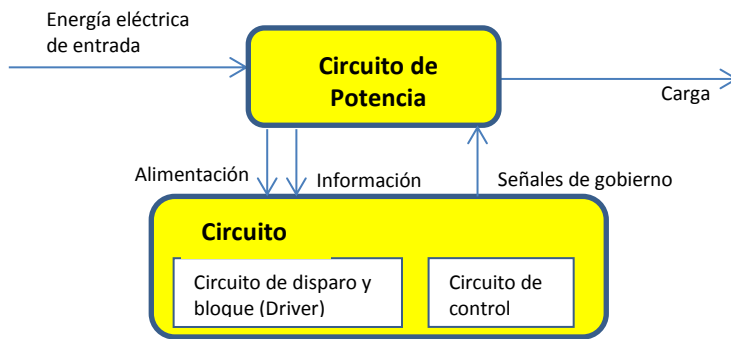 Energía eléctrica
de entrada
Circuito de
Potencia
Carga
Alimentación
Información
Señales de gobierno
Circuito
Circuito de disparo y
bloque (Driver)
Circuito de
control